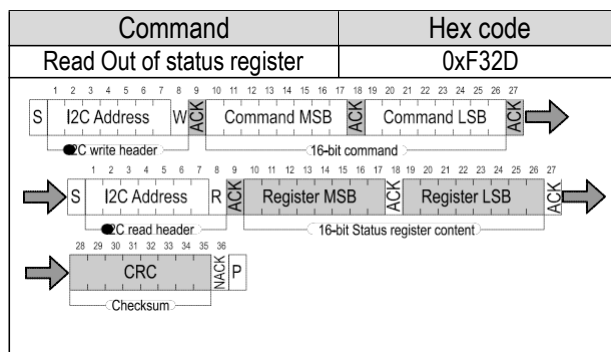 Command Hex code
Read Out of status register 0xF32D
1 2 3 4 5 6 7 8 9 10 11 12 13 14 15 16 17 18 19 20 21 22 23 24 25 26 27
S I2C Address W ACK Command MSB ACK Command LSB ACK
2C write header 16-bit command
1 2 3 4 5 6 7 8 9 10 11 12 13 14 15 16 17 18 19 20 21 22 23 24 25 26 27
S I2C Address R ACK Register MSB ACK Register LSB ACK
2C read header 16-bit Status register content
28 29 30 31 32 33 34 35 36
CRC NACK P
Checksum